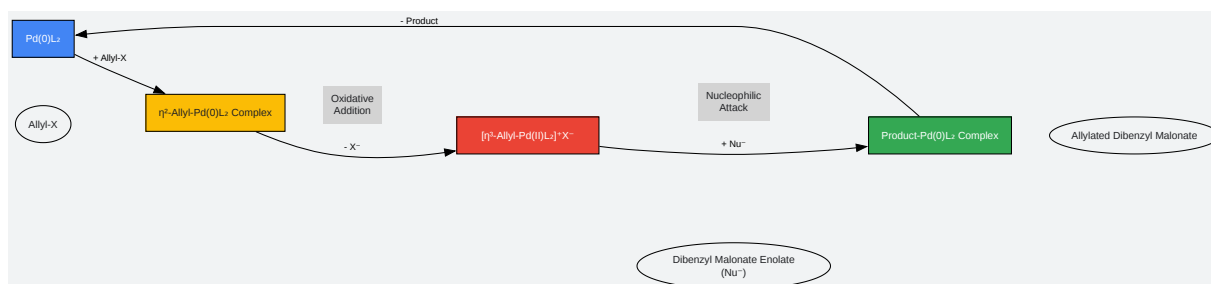 - Product
Pd(0)L₂
+ Allyl-X
η²-Allyl-Pd(0)L₂ Complex
Allyl-X
Oxidative
Addition
- X⁻
[η³-Allyl-Pd(II)L₂]⁺X⁻
Nucleophilic
Attack
+ Nu⁻
Product-Pd(0)L₂ Complex
Allylated Dibenzyl Malonate
Dibenzyl Malonate Enolate
(Nu⁻)